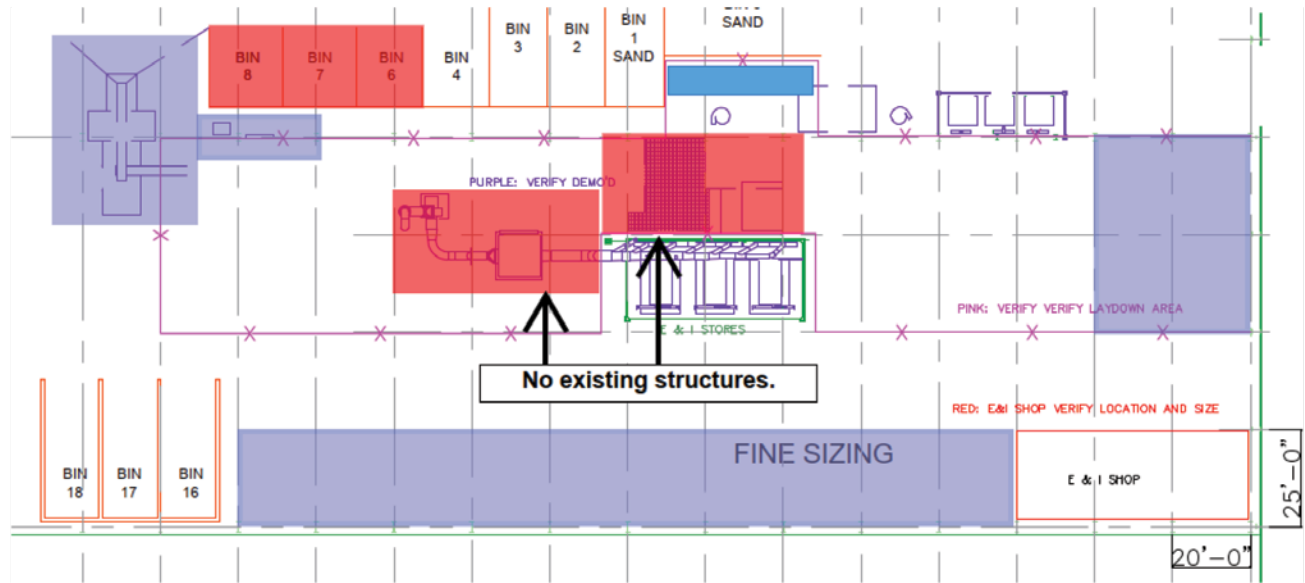 SAND
BIN
8
BIN
7
BIN
6
BIN
4
BIN
3
BIN
2
BIN
1
SAND
PURPLE: VERIFY DEMO'D
PINK: VERIFY VERIFY LAYDOWN AREA
E & I STORES
No existing structures.
RED: E&I SHOP VERIFY LOCATION AND SIZE
BIN
18
BIN
17
BIN
16
FINE SIZING
E & I SHOP
25'-0"
20'-0"